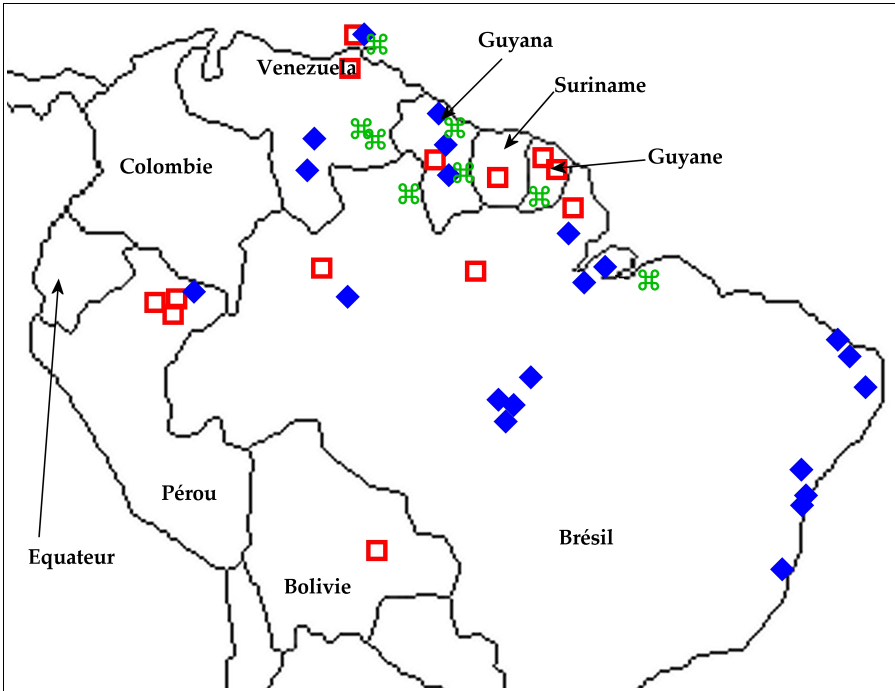 Guyana
Venezuela
Suriname
Colombie
Guyane
Pérou
Brésil
Equateur
Bolivie